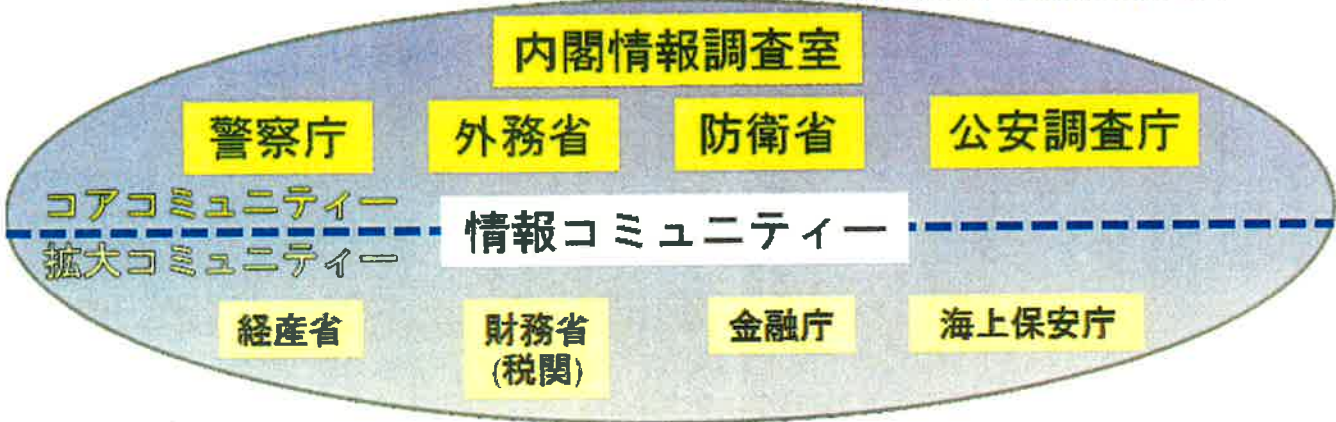 内閣情報調査室
警察庁
外務省
防衛省
公安調査庁
コアコミュニティー
情報コミュニティー
拡大コミュニティー
経産省
財務省
(税関)
金融庁
海上保安庁